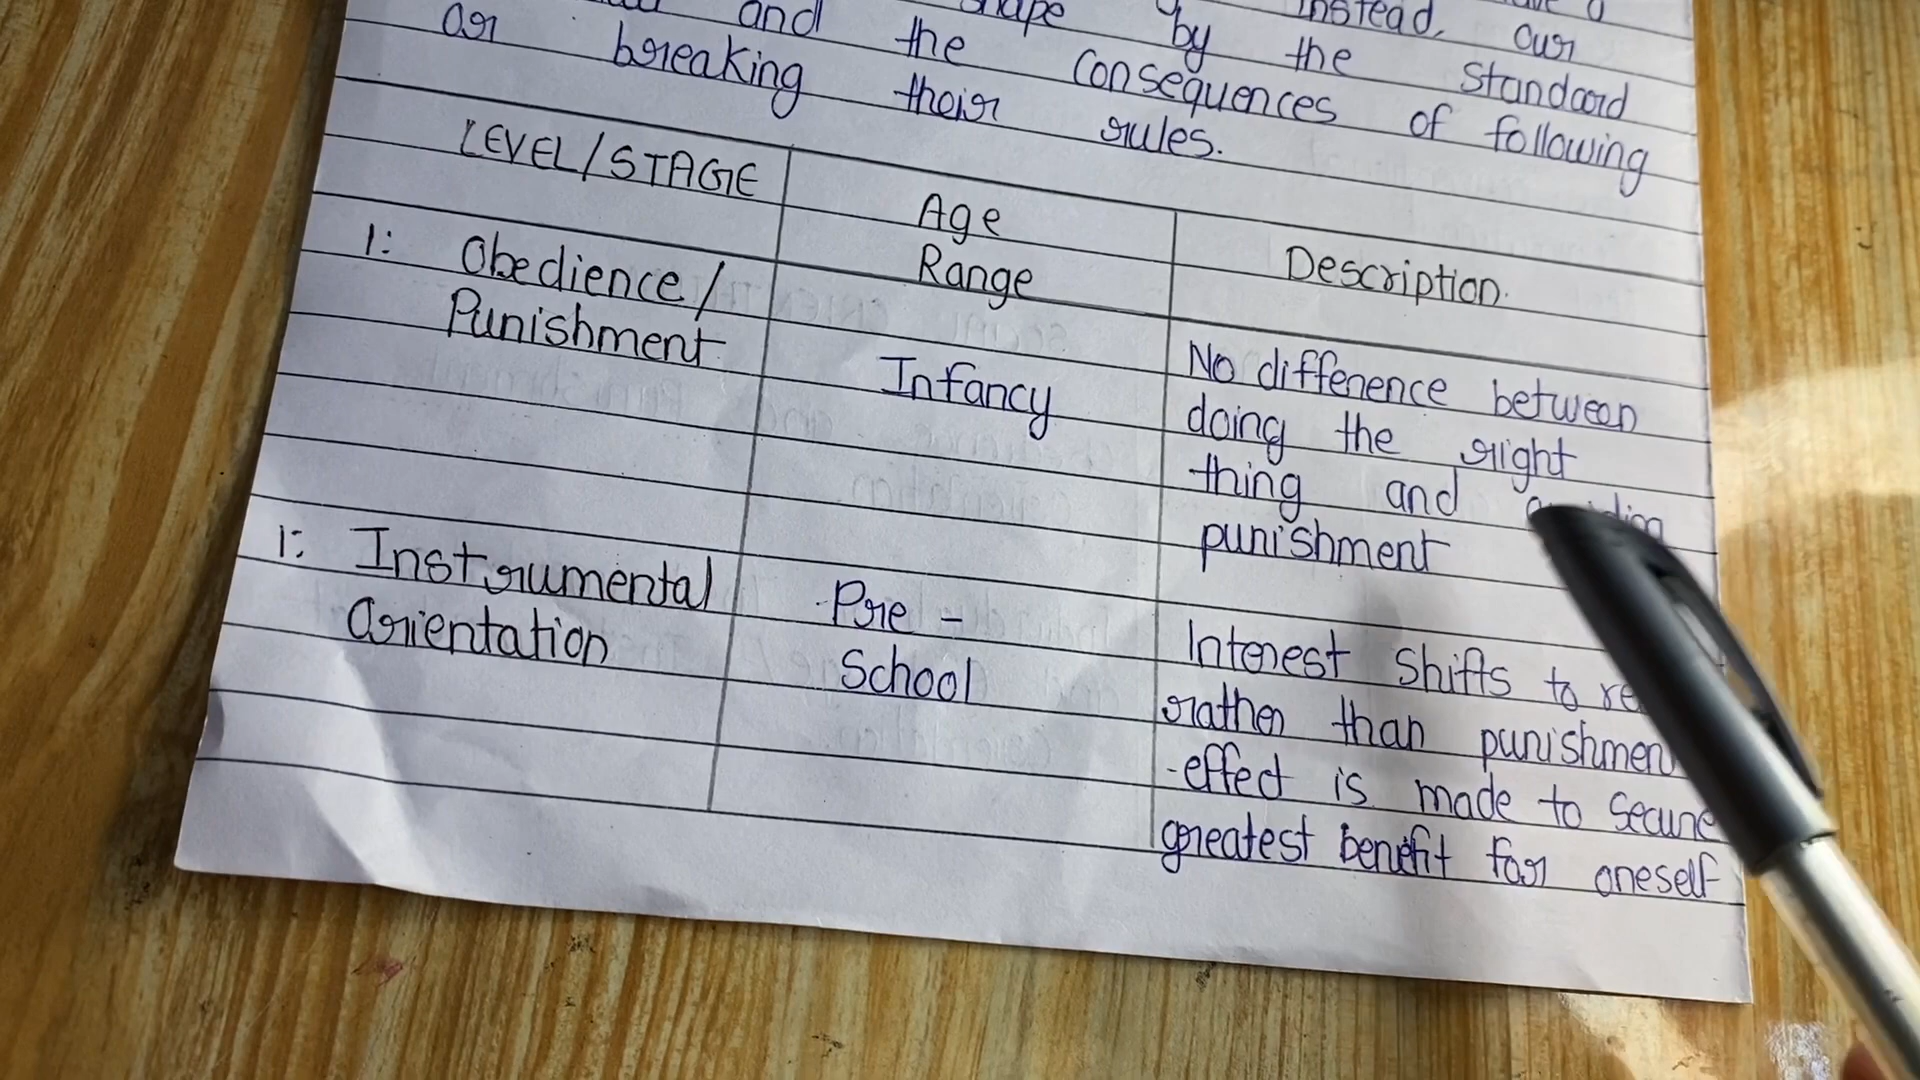 and shape by instead, our
or breaking the the standard
their consequences of following
rules.
LEVEL/STAGE Age Range Description.
1: Obedience/
Punishment
Infancy
No difference between
doing the right
thing and
punishment
1: Instrumental
Orientation
Pre -
School
Interest shifts to
rather than
effect is made to secure
greatest benefit for oneself